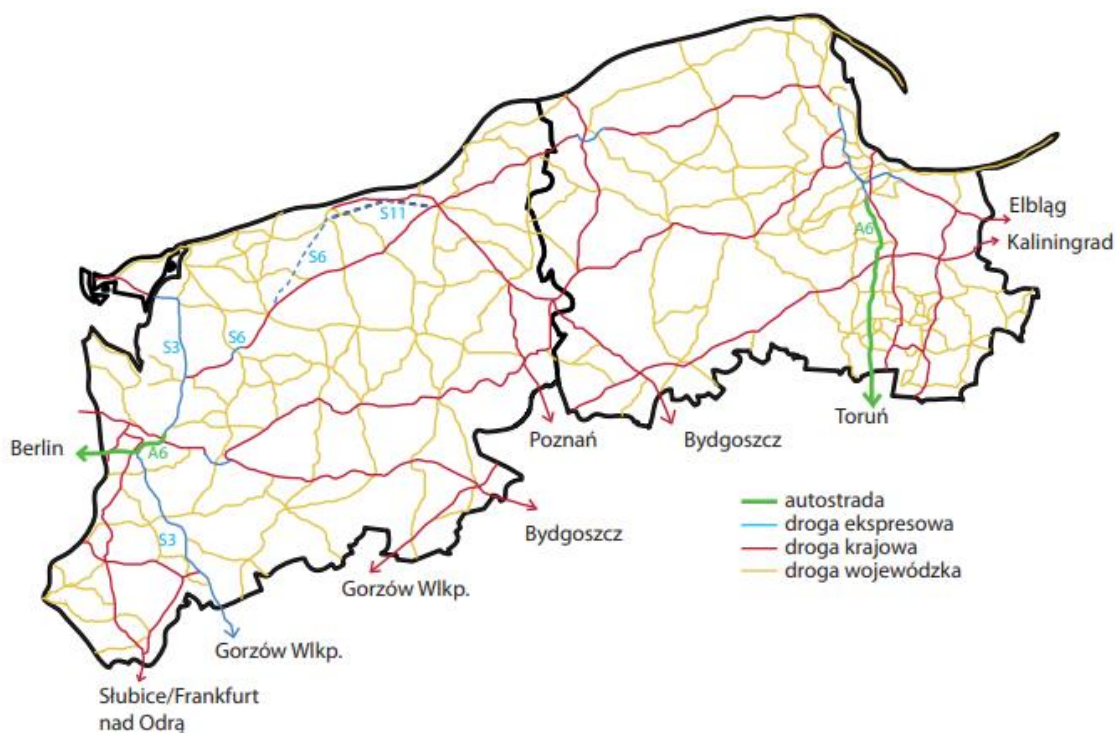 S11
S6
S6
S3
A6
S3
A6
Elbląg
Kaliningrad
Toruń
Poznań
Bydgoszcz
Berlin
Bydgoszcz
Gorzów Wlkp.
Gorzów Wlkp.
Słubice/Frankfurt
nad Odrą
autostrada
droga ekspresowa
droga krajowa
droga wojewódzka